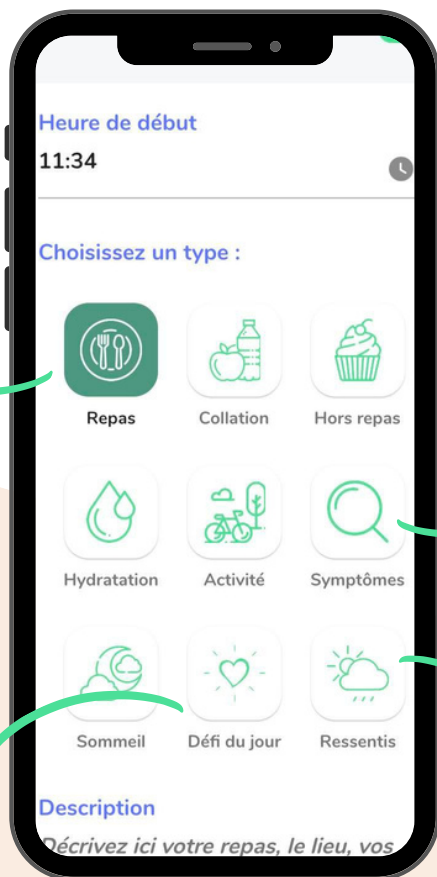 Heure de début
11:34
Choisissez un type :
Repas
Collation
Hors repas
Hydratation
Activité
Symptômes
Sommeil
Défi du jour
Ressentis
Description
Décrivez ici votre repas, le lieu, vos